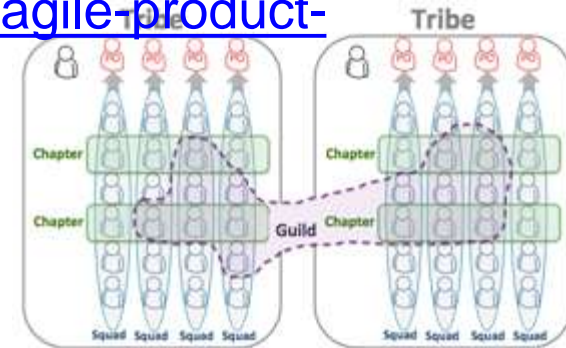 agile-product-
Tribe Tribe
PO PO PO PO PO PO PO PO
Chapter Chapter
Chapter Guild Chapter
Squad Squad Squad Squad Squad Squad Squad Squad